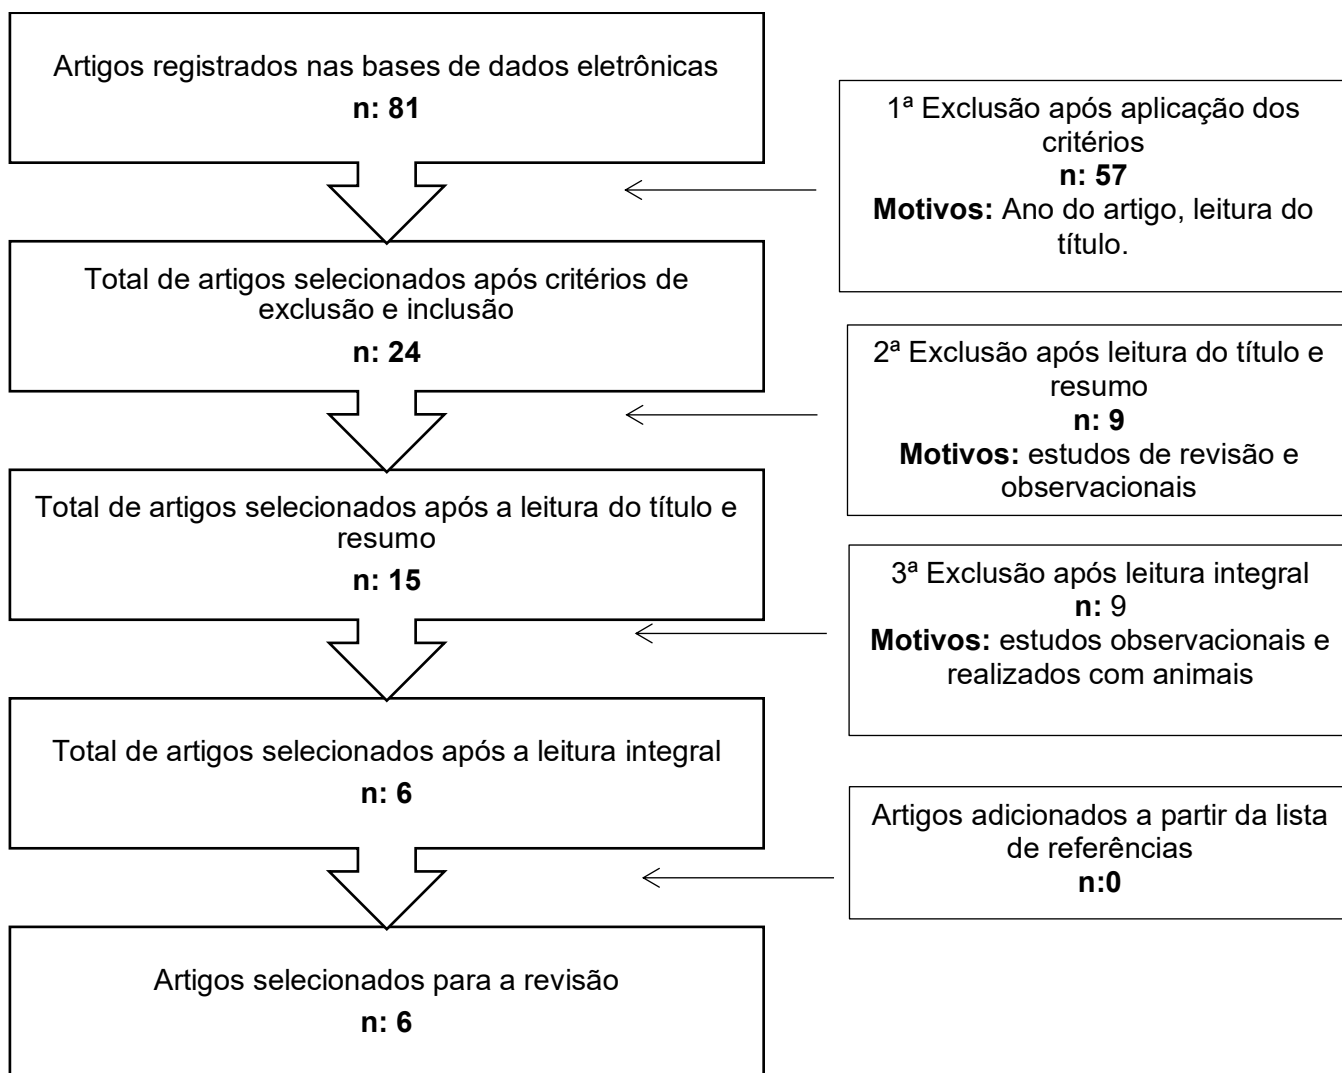 Artigos registrados nas bases de dados eletrônicas
n: 81
1ª Exclusão após aplicação dos
critérios
n: 57
Motivos: Ano do artigo, leitura do
título.
Total de artigos selecionados após critérios de
exclusão e inclusão
n: 24
2ª Exclusão após leitura do título e
resumo
n: 9
Motivos: estudos de revisão e
observacionais
Total de artigos selecionados após a leitura do título e
resumo
n: 15
3ª Exclusão após leitura integral
n: 9
Motivos: estudos observacionais e
realizados com animais
Total de artigos selecionados após a leitura integral
n: 6
Artigos adicionados a partir da lista
de referências
n:0
Artigos selecionados para a revisão
n: 6